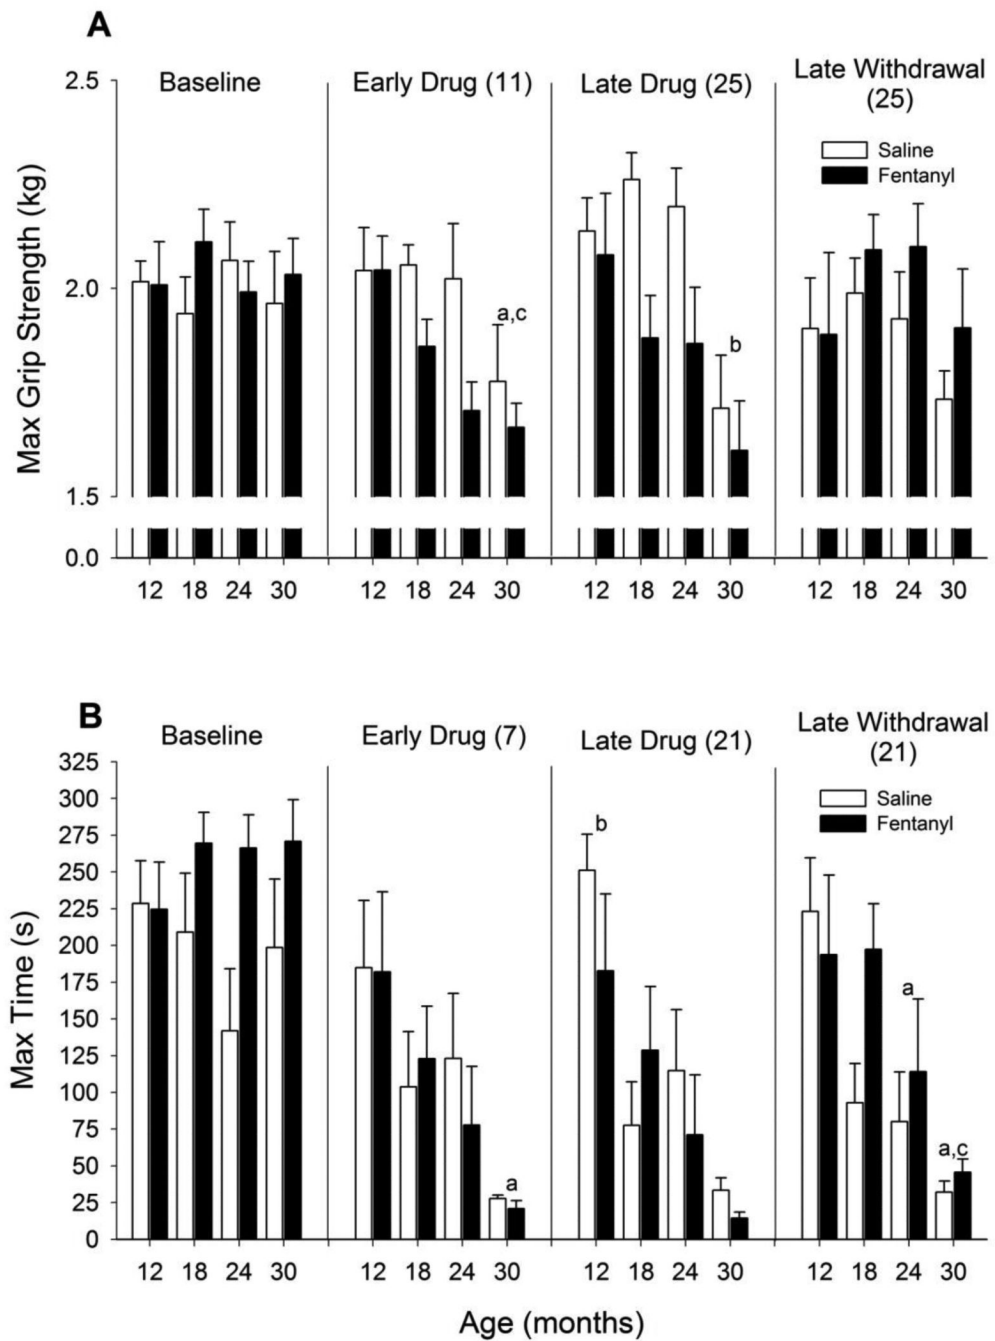 A
Baseline
Early Drug (11)
Late Drug (25)
Late Withdrawal
(25)
Saline
Fentanyl
Max Grip Strength (kg)
2.5
2.0
1.5
0.0
a,c
b
12 18 24 30 12 18 24 30 12 18 24 30 12 18 24 30
B
Baseline
Early Drug (7)
Late Drug (21)
Late Withdrawal
(21)
Saline
Fentanyl
Max Time (s)
325
300
275
250
225
200
175
150
125
100
75
50
25
0
a
b
a
a,c
12 18 24 30 12 18 24 30 12 18 24 30 12 18 24 30
Age (months)